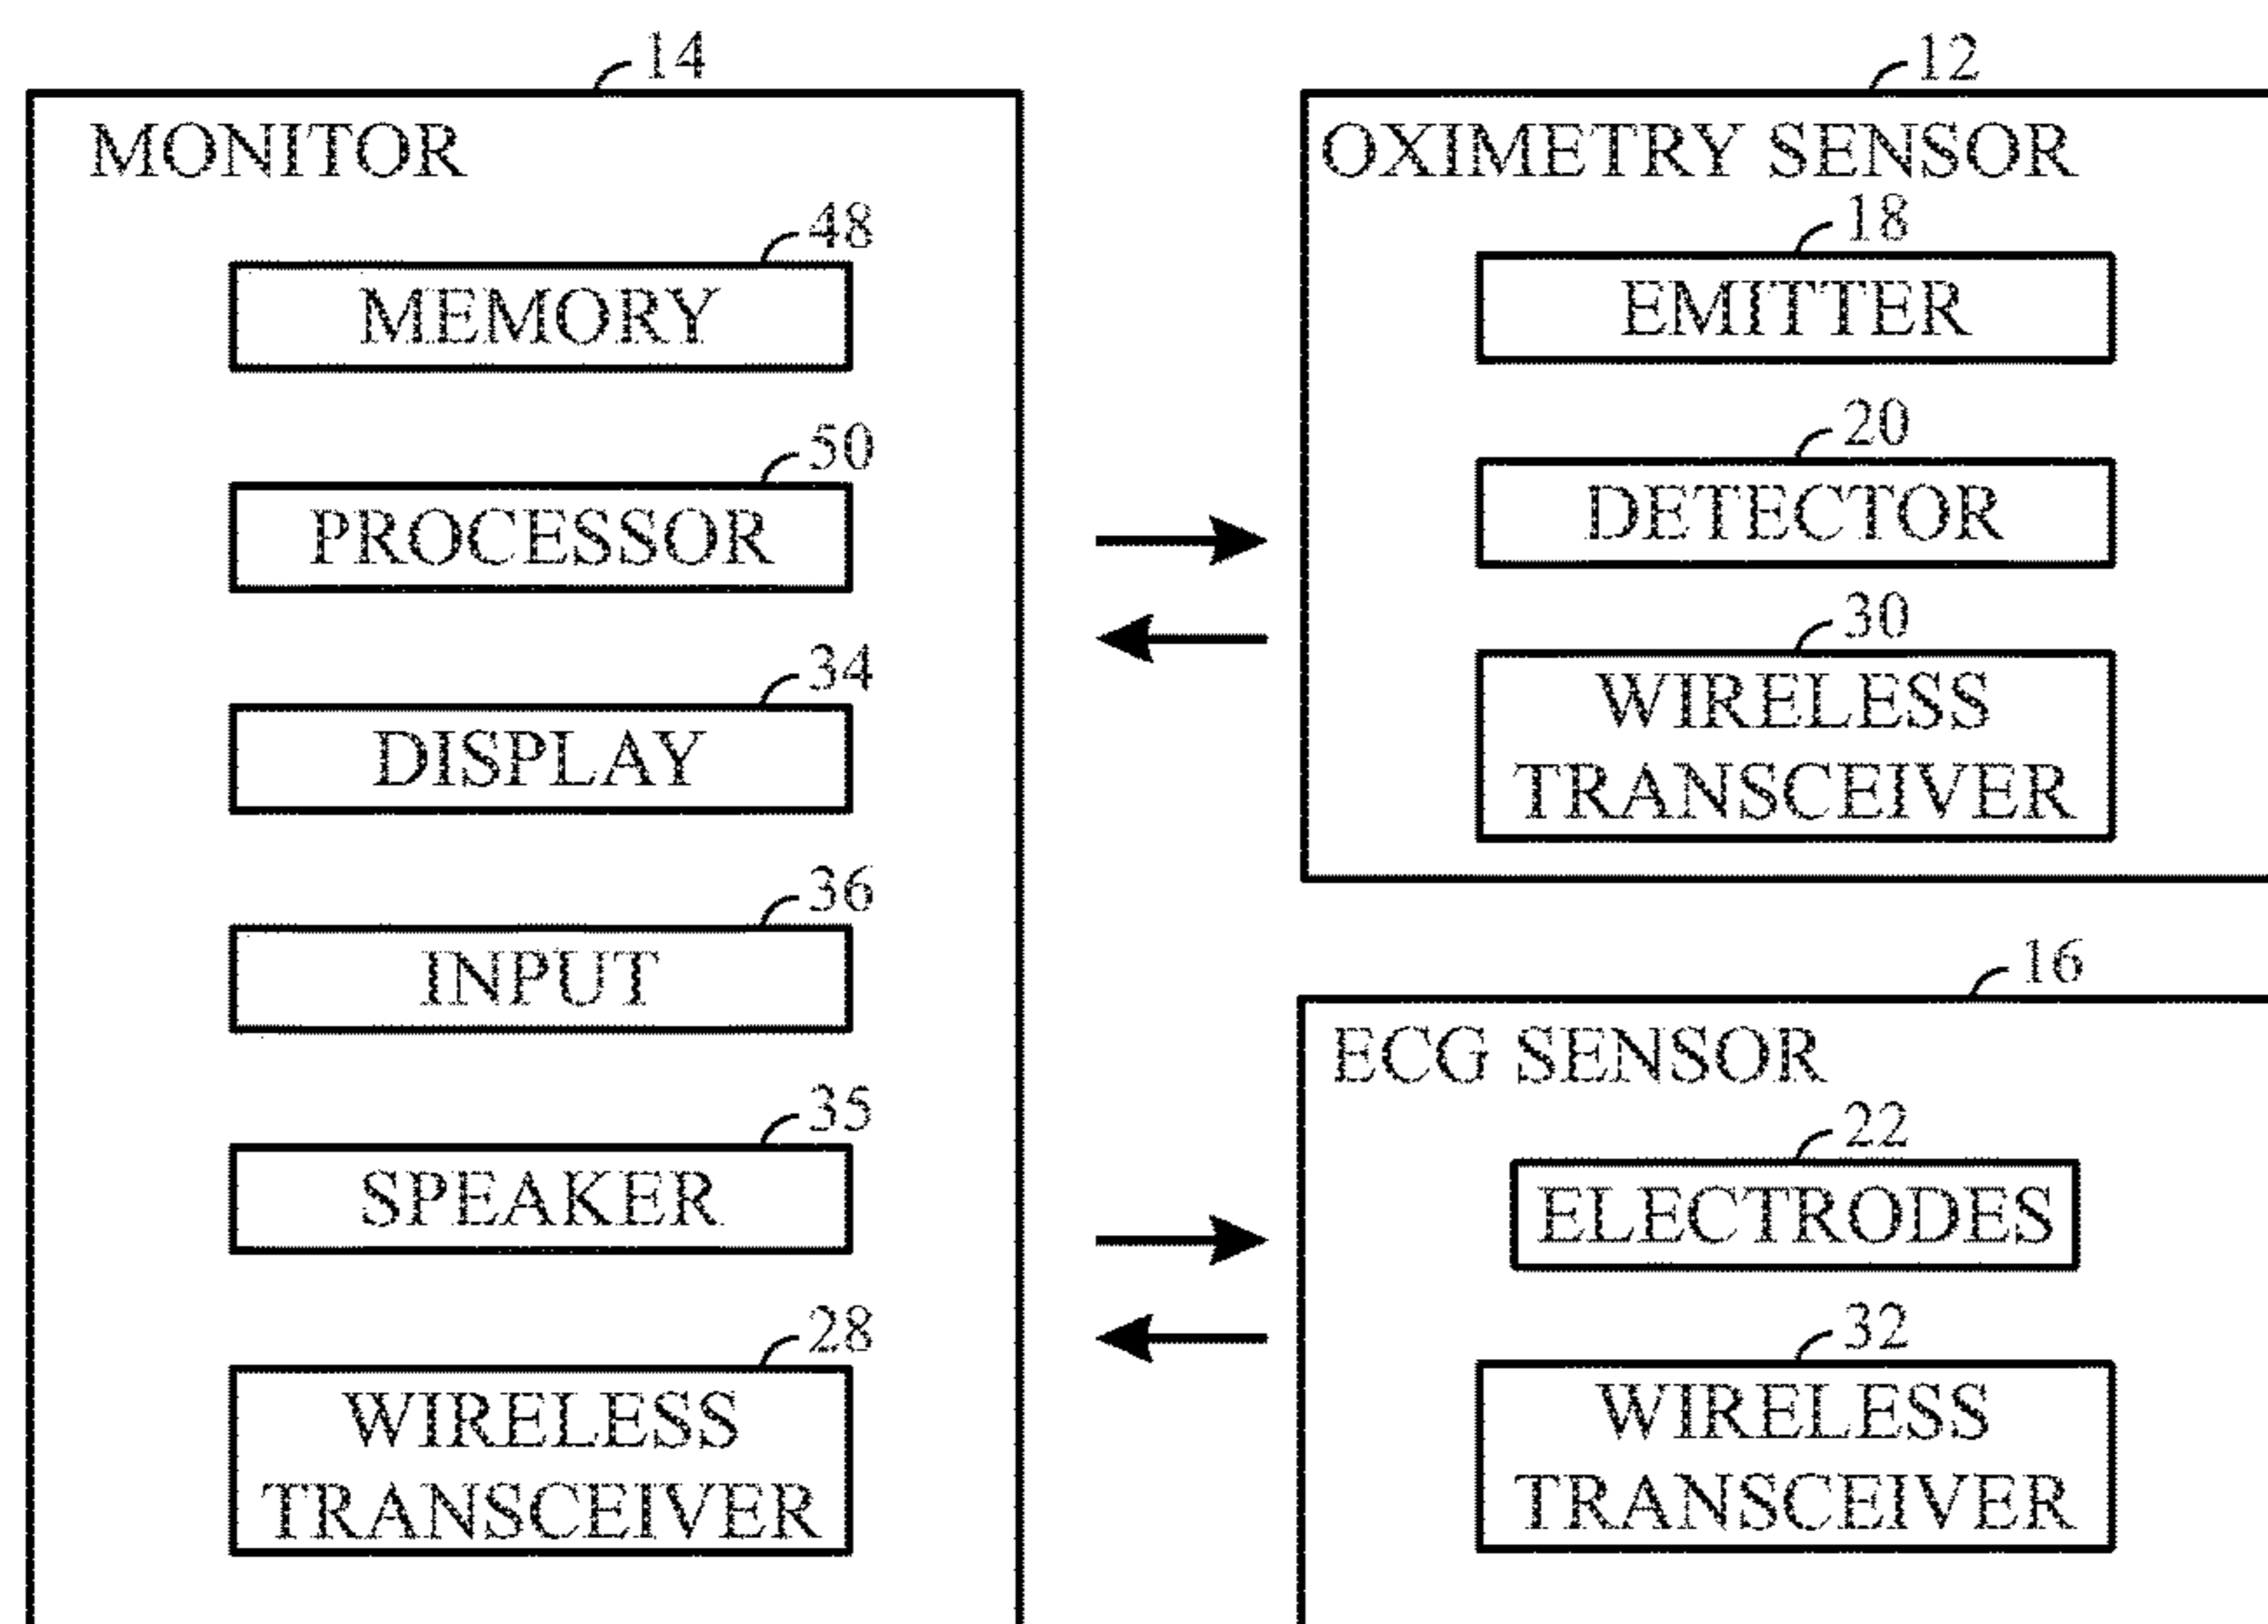 14
MONITOR
48
MEMORY
50
PROCESSOR
34
DISPLAY
36
INPUT
35
SPEAKER
28
WIRELESS
TRANSCEIVER
12
OXIMETRY SENSOR
18
EMITTER
20
DETECTOR
30
WIRELESS
TRANSCEIVER
16
ECG SENSOR
22
ELECTRODES
32
WIRELESS
TRANSCEIVER